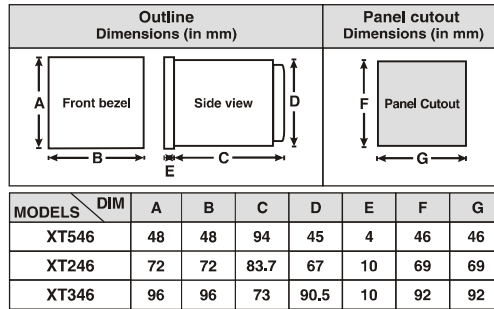 Outline
Dimensions (in mm)
Panel cutout
Dimensions (in mm)
A
Front bezel
B
Side view
D
E
C
F
Panel Cutout
G
MODELS DIM A B C D E F G
XT546 48 48 94 45 4 46 46
XT246 72 72 83.7 67 10 69 69
XT346 96 96 73 90.5 10 92 92